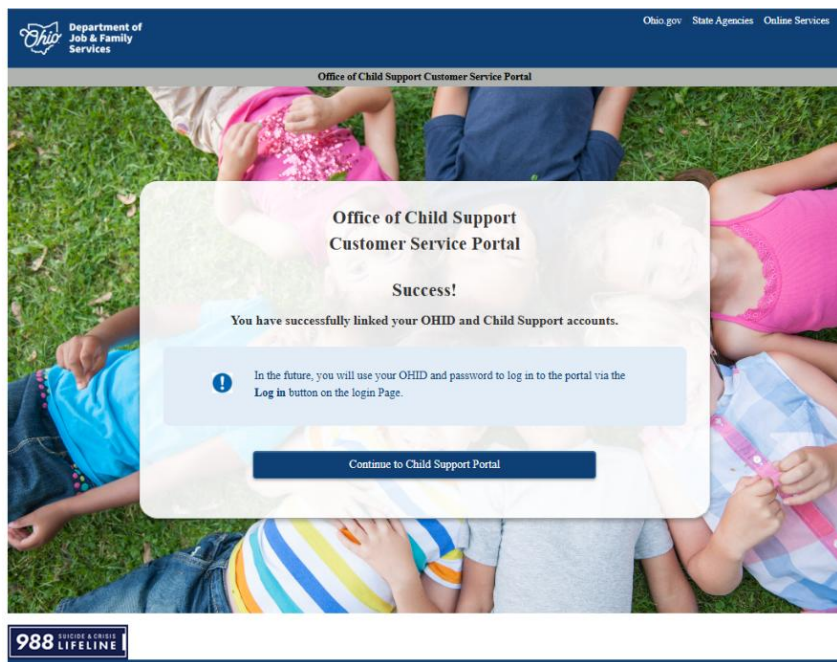 Ohio.gov State Agencies Online Services
Ohio
Department of
Job & Family
Services
Office of Child Support Customer Service Portal
Office of Child Support
Customer Service Portal
Success!
You have successfully linked your OHID and Child Support accounts.
In the future, you will use your OHID and password to log in to the portal via the
Log in button on the login Page.
Continue to Child Support Portal
988 SUICIDE & CRISIS
LIFELINE